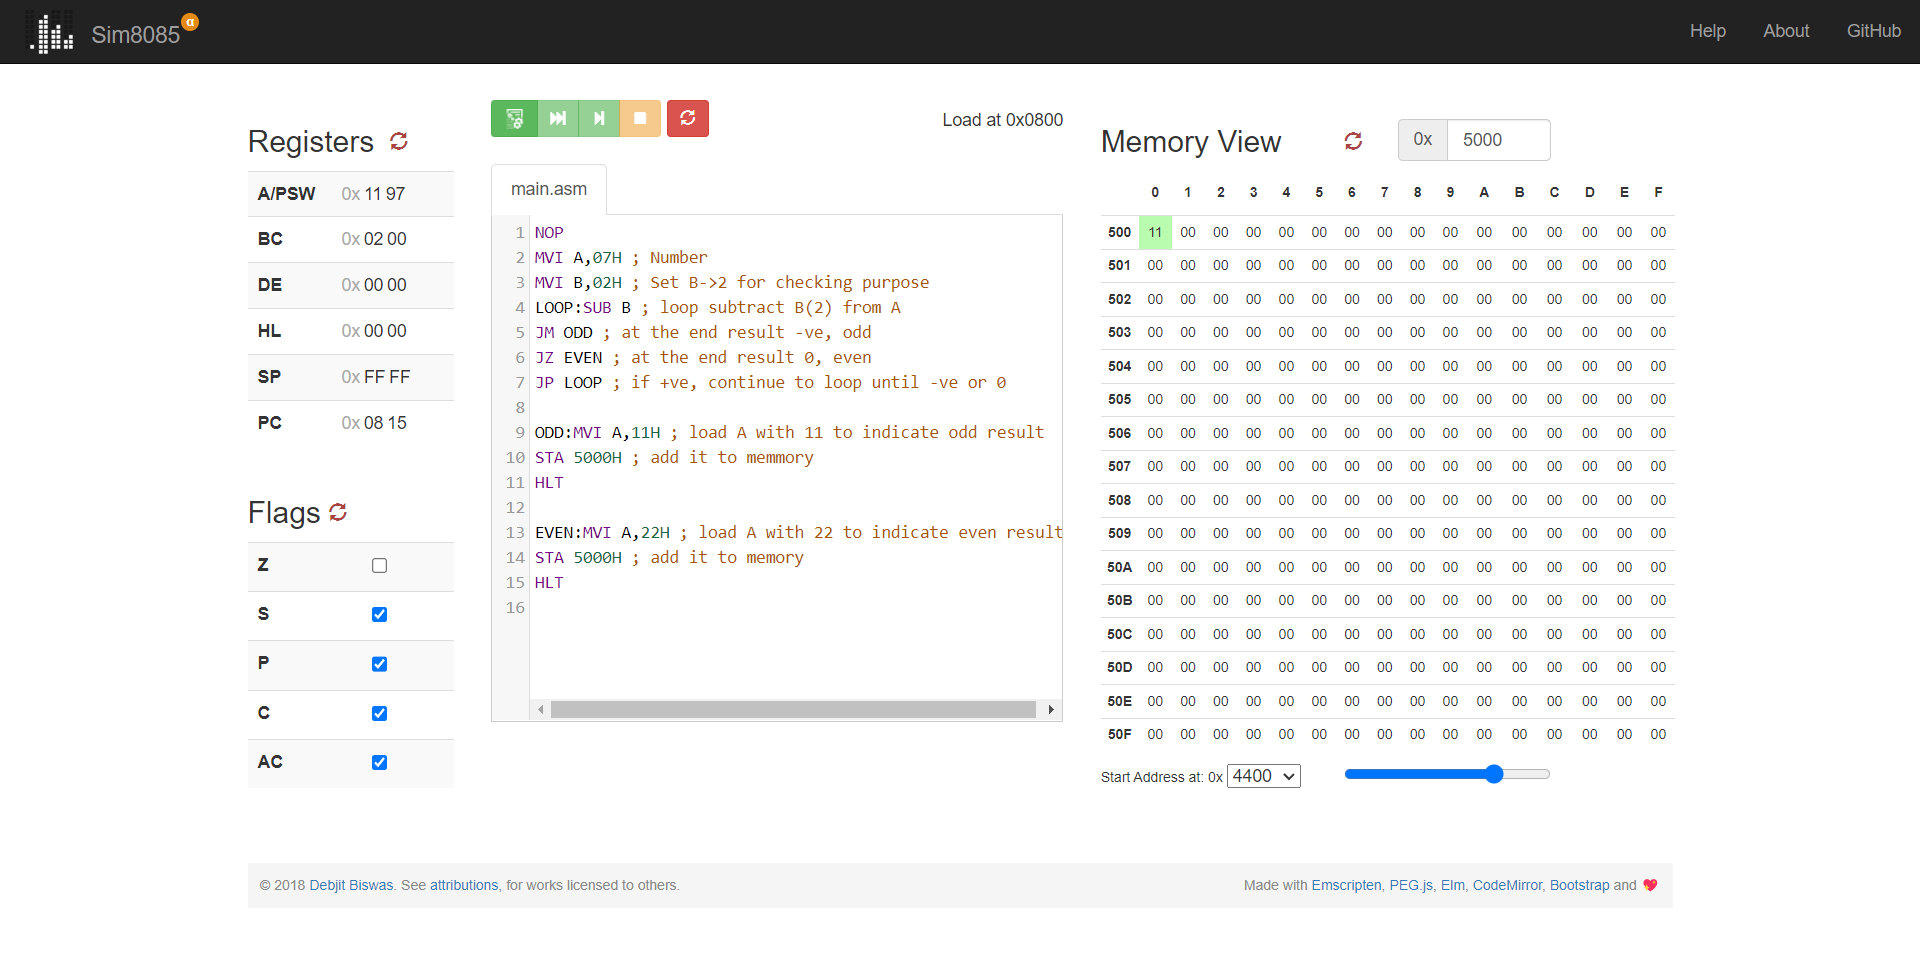 Sim8085 α
Help About GitHub
Registers
A/PSW 0x 11 97
BC 0x 02 00
DE 0x 00 00
HL 0x 00 00
SP 0x FF FF
PC 0x 08 15
Flags
Z
S
P
C
AC
Load at 0x0800
main.asm
1 NOP
2 MVI A,07H ; Number
3 MVI B,02H ; Set B->2 for checking purpose
4 LOOP:SUB B ; loop subtract B(2) from A
5 JM ODD ; at the end result -ve, odd
6 JZ EVEN ; at the end result 0, even
7 JP LOOP ; if +ve, continue to loop until -ve or 0
8
9 ODD:MVI A,11H ; load A with 11 to indicate odd result
10 STA 5000H ; add it to memmory
11 HLT
12
13 EVEN:MVI A,22H ; load A with 22 to indicate even result
14 STA 5000H ; add it to memory
15 HLT
16
Memory View 0x 5000
0 1 2 3 4 5 6 7 8 9 A B C D E F
500 11 00 00 00 00 00 00 00 00 00 00 00 00 00 00 00
501 00 00 00 00 00 00 00 00 00 00 00 00 00 00 00 00
502 00 00 00 00 00 00 00 00 00 00 00 00 00 00 00 00
503 00 00 00 00 00 00 00 00 00 00 00 00 00 00 00 00
504 00 00 00 00 00 00 00 00 00 00 00 00 00 00 00 00
505 00 00 00 00 00 00 00 00 00 00 00 00 00 00 00 00
506 00 00 00 00 00 00 00 00 00 00 00 00 00 00 00 00
507 00 00 00 00 00 00 00 00 00 00 00 00 00 00 00 00
508 00 00 00 00 00 00 00 00 00 00 00 00 00 00 00 00
509 00 00 00 00 00 00 00 00 00 00 00 00 00 00 00 00
50A 00 00 00 00 00 00 00 00 00 00 00 00 00 00 00 00
50B 00 00 00 00 00 00 00 00 00 00 00 00 00 00 00 00
50C 00 00 00 00 00 00 00 00 00 00 00 00 00 00 00 00
50D 00 00 00 00 00 00 00 00 00 00 00 00 00 00 00 00
50E 00 00 00 00 00 00 00 00 00 00 00 00 00 00 00 00
50F 00 00 00 00 00 00 00 00 00 00 00 00 00 00 00 00
Start Address at: 0x 4400
© 2018 Debjit Biswas. See attributions, for works licensed to others.
Made with Emscripten, PEG.js, Elm, CodeMirror, Bootstrap and 💖